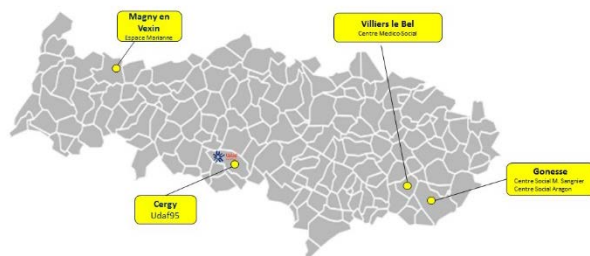 Magny en
Vexin
Espace Marianne
Villiers le Bel
Centre Medico-Social
Gonesse
Centre Social M. Sangnier
Centre Social Aragon
Cergy
Udaf95